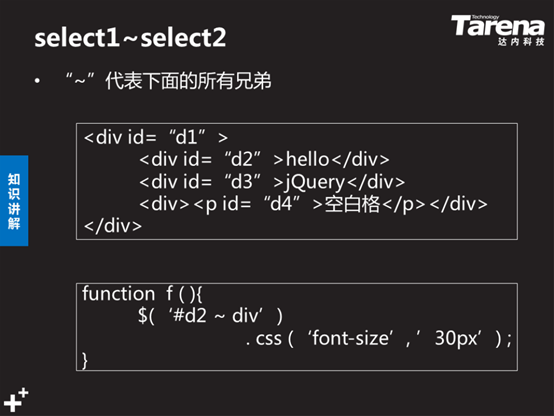 select1~select2
Technology
Tarena
达内科技
• “~”代表下面的所有兄弟
<div id=“d1”>
<div id=“d2”>hello</div>
<div id=“d3”>jQuery</div>
<div><p id=“d4”>空白格</p></div>
</div>
知识讲解
function f ( ){
$(‘#d2 ~ div’)
. css (‘font-size’,’30px’) ;
}